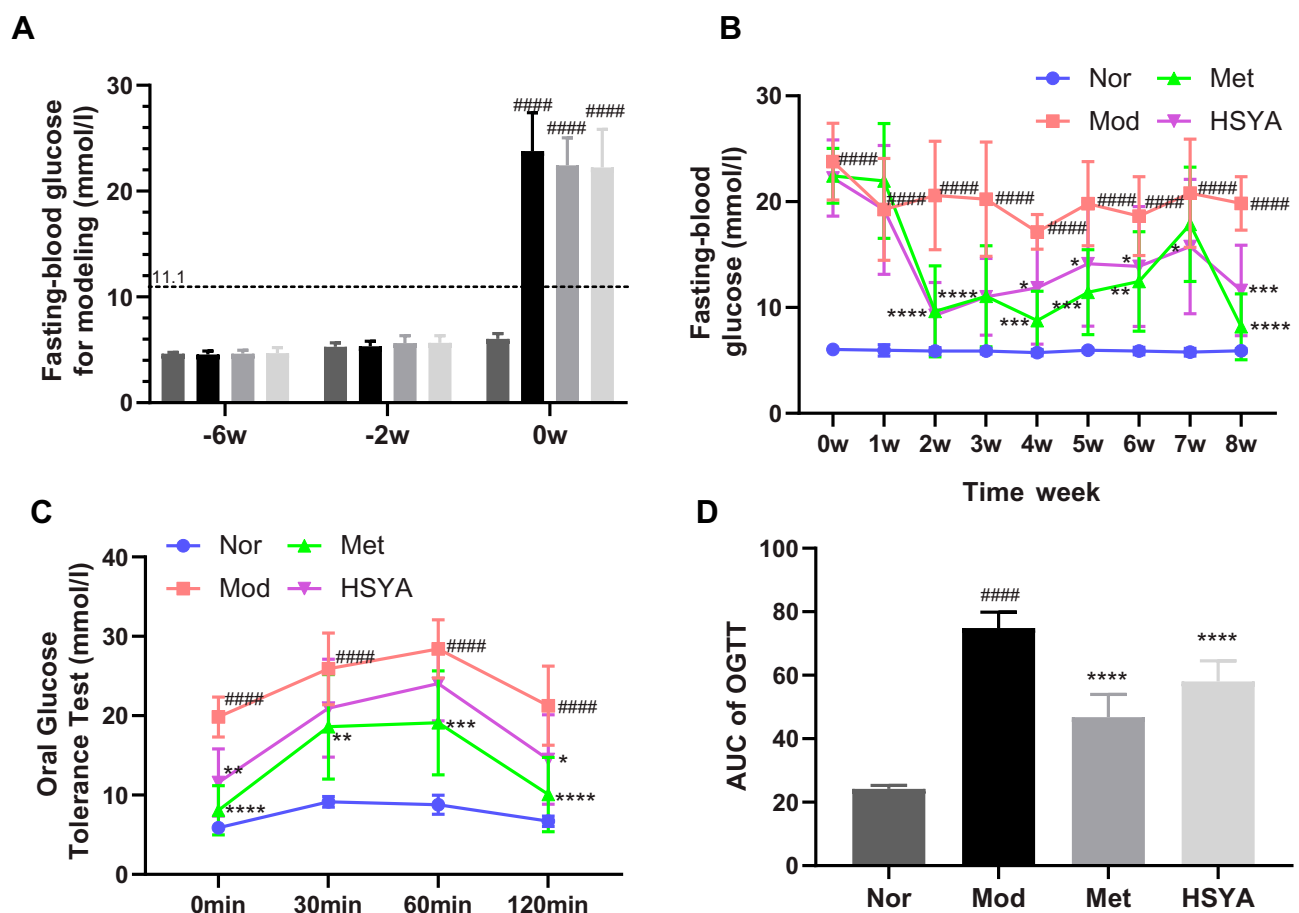 A
Fasting-blood glucose
for modeling (mmol/l)
30
20
10
0
11.1
####
####
####
-6w
-2w
0w
B
Nor
Met
Mod
HSYA
Fasting-blood
glucose (mmol/l)
30
20
10
0
####
####
####
####
####
####
####
####
####
****
****
*
***
*
***
*
**
*
***
****
0w
1w
2w
3w
4w
5w
6w
7w
8w
Time week
C
Nor
Met
Mod
HSYA
Oral Glucose
Tolerance Test (mmol/l)
40
30
20
10
0
####
####
####
####
**
****
**
***
*
****
0min
30min
60min
120min
D
AUC of OGTT
100
80
60
40
20
0
####
****
****
Nor
Mod
Met
HSYA